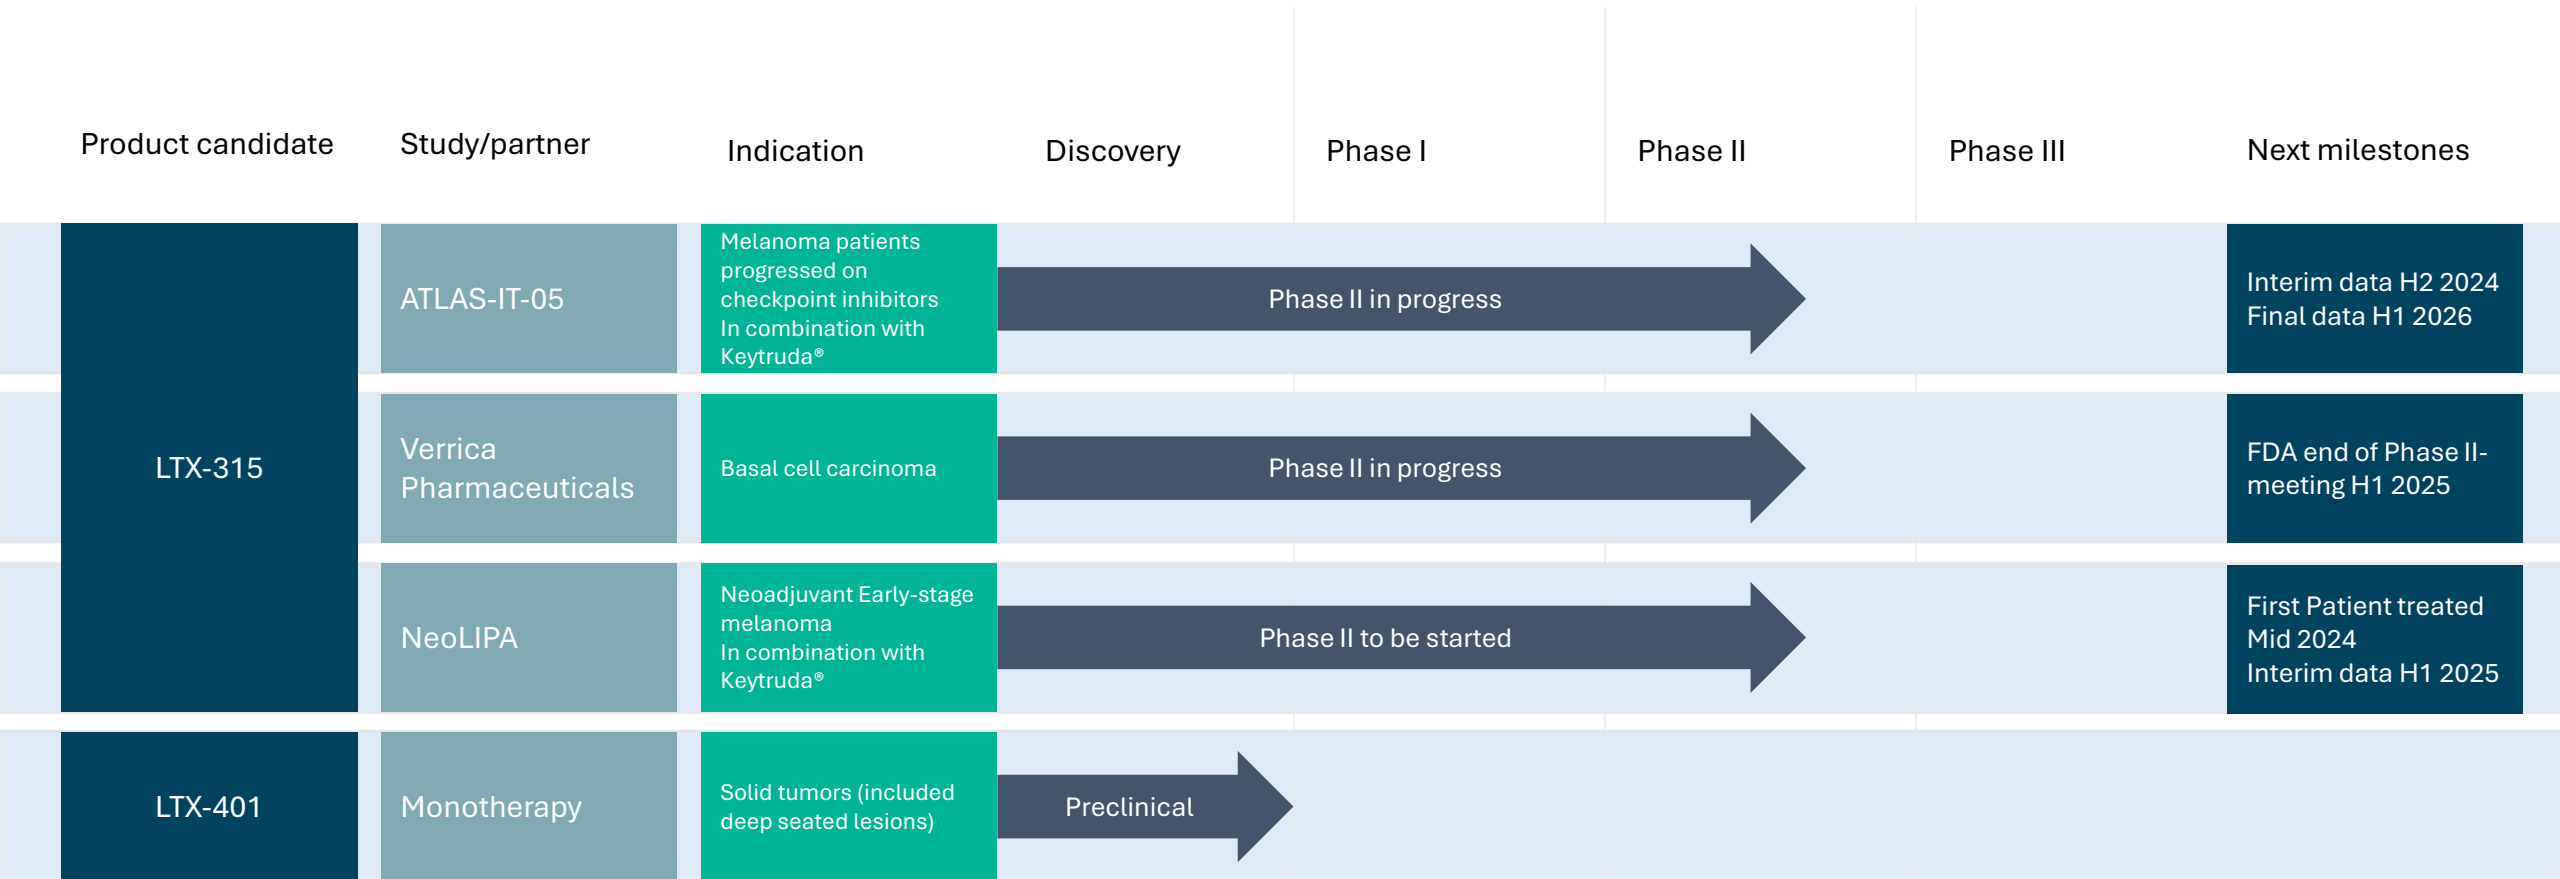 Product candidate
Study/partner
Indication
Discovery
Phase I
Phase II
Phase III
Next milestones
LTX-315
ATLAS-IT-05
Melanoma patients
progressed on
checkpoint inhibitors
In combination with
Keytruda®
Phase II in progress
Interim data H2 2024
Final data H1 2026
Verrica
Pharmaceuticals
Basal cell carcinoma
Phase II in progress
FDA end of Phase II-
meeting H1 2025
NeoLIPA
Neoadjuvant Early-stage
melanoma
In combination with
Keytruda®
Phase II to be started
First Patient treated
Mid 2024
Interim data H1 2025
LTX-401
Monotherapy
Solid tumors (included
deep seated lesions)
Preclinical